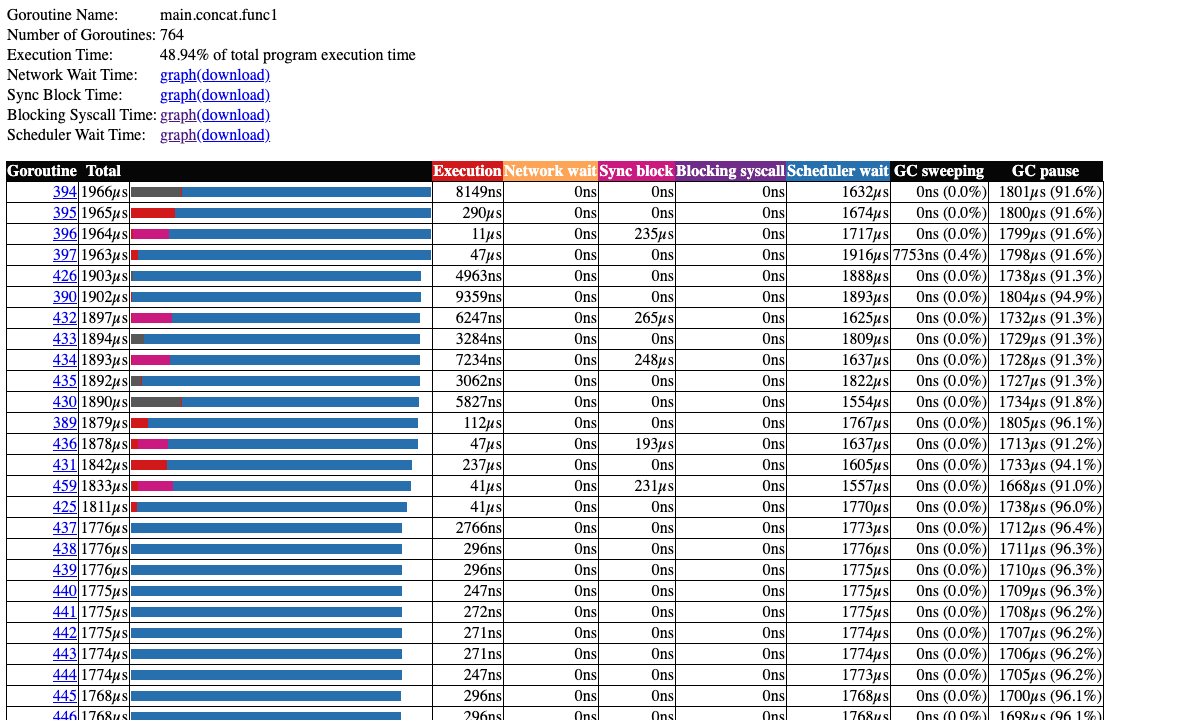 Goroutine Name: main.concat.func1
Number of Goroutines: 764
Execution Time: 48.94% of total program execution time
Network Wait Time: graph(download)
Sync Block Time: graph(download)
Blocking Syscall Time: graph(download)
Scheduler Wait Time: graph(download)
Goroutine Total Execution Network wait Sync block Blocking syscall Scheduler wait GC sweeping GC pause
394 1966µs 8149ns 0ns 0ns 0ns 1632µs 0ns (0.0%) 1801µs (91.6%)
395 1965µs 290µs 0ns 0ns 0ns 1674µs 0ns (0.0%) 1800µs (91.6%)
396 1964µs 11µs 0ns 235µs 0ns 1717µs 0ns (0.0%) 1799µs (91.6%)
397 1963µs 47µs 0ns 0ns 0ns 1916µs 7753ns (0.4%) 1798µs (91.6%)
426 1903µs 4963ns 0ns 0ns 0ns 1888µs 0ns (0.0%) 1738µs (91.3%)
390 1902µs 9359ns 0ns 0ns 0ns 1893µs 0ns (0.0%) 1804µs (94.9%)
432 1897µs 6247ns 0ns 265µs 0ns 1625µs 0ns (0.0%) 1732µs (91.3%)
433 1894µs 3284ns 0ns 0ns 0ns 1809µs 0ns (0.0%) 1729µs (91.3%)
434 1893µs 7234ns 0ns 248µs 0ns 1637µs 0ns (0.0%) 1728µs (91.3%)
435 1892µs 3062ns 0ns 0ns 0ns 1822µs 0ns (0.0%) 1727µs (91.3%)
430 1890µs 5827ns 0ns 0ns 0ns 1554µs 0ns (0.0%) 1734µs (91.8%)
389 1879µs 112µs 0ns 0ns 0ns 1767µs 0ns (0.0%) 1805µs (96.1%)
436 1878µs 47µs 0ns 193µs 0ns 1637µs 0ns (0.0%) 1713µs (91.2%)
431 1842µs 237µs 0ns 0ns 0ns 1605µs 0ns (0.0%) 1733µs (94.1%)
459 1833µs 41µs 0ns 231µs 0ns 1557µs 0ns (0.0%) 1668µs (91.0%)
425 1811µs 41µs 0ns 0ns 0ns 1770µs 0ns (0.0%) 1738µs (96.0%)
437 1776µs 2766ns 0ns 0ns 0ns 1773µs 0ns (0.0%) 1712µs (96.4%)
438 1776µs 296ns 0ns 0ns 0ns 1776µs 0ns (0.0%) 1711µs (96.3%)
439 1776µs 296ns 0ns 0ns 0ns 1775µs 0ns (0.0%) 1710µs (96.3%)
440 1775µs 247ns 0ns 0ns 0ns 1775µs 0ns (0.0%) 1709µs (96.3%)
441 1775µs 272ns 0ns 0ns 0ns 1775µs 0ns (0.0%) 1708µs (96.2%)
442 1775µs 271ns 0ns 0ns 0ns 1774µs 0ns (0.0%) 1707µs (96.2%)
443 1774µs 271ns 0ns 0ns 0ns 1774µs 0ns (0.0%) 1706µs (96.2%)
444 1774µs 247ns 0ns 0ns 0ns 1773µs 0ns (0.0%) 1705µs (96.2%)
445 1768µs 296ns 0ns 0ns 0ns 1768µs 0ns (0.0%) 1700µs (96.1%)
446 1768µs 296ns 0ns 0ns 0ns 1768µs 0ns (0.0%) 1698µs (96.1%)